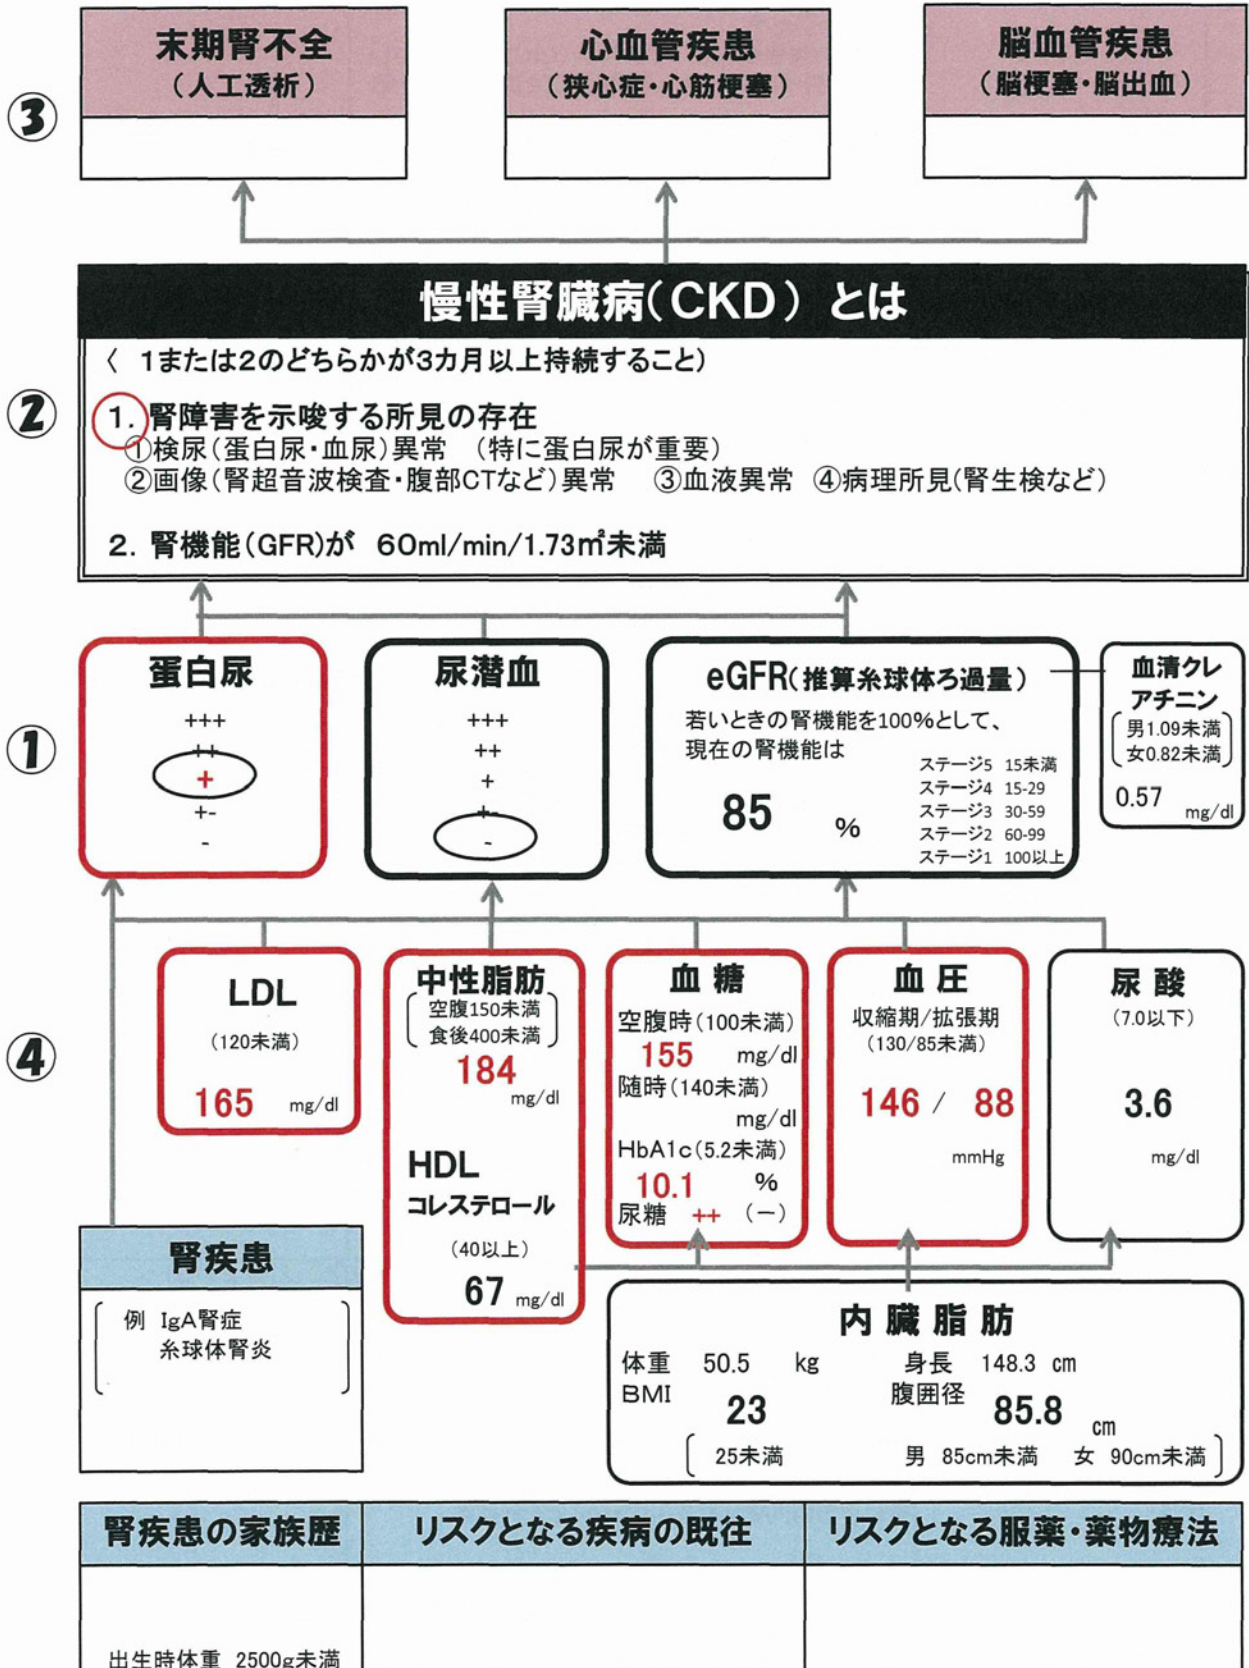 ③
末期腎不全
（人工透析）
心血管疾患
（狭心症・心筋梗塞）
脳血管疾患
（脳梗塞・脳出血）
慢性腎臓病（CKD） とは
〈 1または2のどちらかが3カ月以上持続すること）
②
1. 腎障害を示唆する所見の存在
①検尿（蛋白尿・血尿）異常 （特に蛋白尿が重要）
②画像（腎超音波検査・腹部CTなど）異常 ③血液異常 ④病理所見(腎生検など）
2. 腎機能（GFR)が 60ml/min/1.73㎡未満
①
蛋白尿
+++
++
+
+-
-
尿潜血
+++
++
+
+-
-
eGFR（推算糸球体ろ過量）
若いときの腎機能を100%として、
現在の腎機能は
85 %
ステージ5 15未満
ステージ4 15-29
ステージ3 30-59
ステージ2 60-99
ステージ1 100以上
血清クレ
アチニン
男1.09未満
女0.82未満
0.57 mg/dl
④
LDL
（120未満）
165 mg/dl
中性脂肪
空腹150未満
食後400未満
184
mg/dl
HDL
コレステロール
（40以上）
67 mg/dl
血糖
空腹時（100未満）
155 mg/dl
随時（140未満）
mg/dl
HbA1c（5.2未満）
10.1 %
尿糖 ++ （−）
血圧
収縮期/拡張期
（130/85未満）
146 / 88
mmHg
尿酸
（7.0以下）
3.6
mg/dl
腎疾患
例 IgA腎症
糸球体腎炎
内臓脂肪
体重 50.5 kg 身長 148.3 cm
BMI 23 腹囲径 85.8 cm
25未満 男 85cm未満 女 90cm未満
腎疾患の家族歴
リスクとなる疾病の既往
リスクとなる服薬・薬物療法
出生時体重 2500g未満